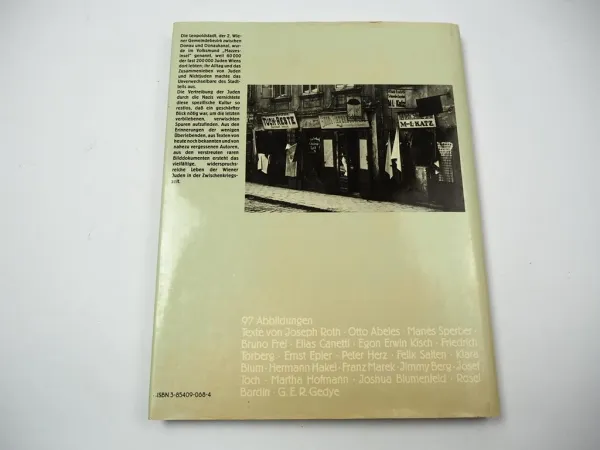 Die Leopoldstadt, der 2. Wie-
ner Gemeindebezirk zwischen
Donau und Donaukanal, wur-
de im Volksmund „Mazzes-
insel" genannt, weil 60 000
der fast 200 000 Juden Wiens
dort lebten. Ihr Alltag und das
Zusammenleben von Juden
und Nichtjuden machte das
Unverwechselbare des Stadt-
teils aus.
Die Vertreibung der Juden
durch die Nazis vernichtete
diese spezifische Kultur so
restlos, daß ein geschärfter
Blick nötig war, um die letzten
verbliebenen, verwischten
Spuren aufzufinden. Aus den
Erinnerungen der wenigen
Überlebenden, aus Texten von
heute noch bekannten und von
nahezu vergessenen Autoren,
aus den verstreuten raren
Bilddokumenten ersteht das
vielfältige, widerspruchs-
reiche Leben der Wiener
Juden in der Zwischenkriegs-
zeit.
TUCH-RESTE
M. L. KATZ
M. L. KATZ
97 Abbildungen
Texte von Joseph Roth · Otto Abeles · Manès Sperber ·
Bruno Frei · Elias Canetti · Egon Erwin Kisch · Friedrich
Torberg · Ernst Epler · Peter Herz · Felix Salten · Klara
Blum · Hermann Hakel · Franz Marek · Jimmy Berg · Josef
Toch · Martha Hofmann · Joshua Blumenfeld · Rosel
Bardin · G. E. R. Gedye
ISBN 3-85409-068-4